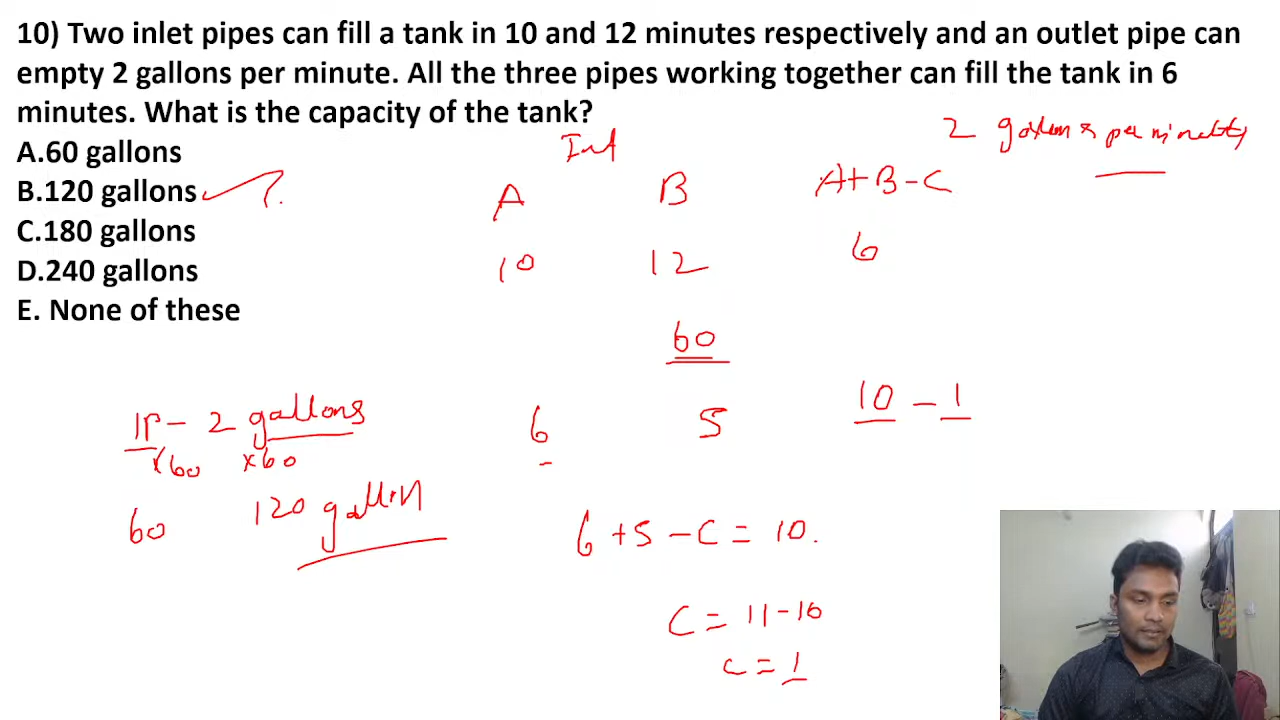 10) Two inlet pipes can fill a tank in 10 and 12 minutes respectively and an outlet pipe can
empty 2 gallons per minute. All the three pipes working together can fill the tank in 6
minutes. What is the capacity of the tank?
A.60 gallons
B.120 gallons
C.180 gallons
D.240 gallons
E. None of these
2 gallons per
A B A+B-C
10 12 6
60
6 5 10 - 1
1P - 2 gallons
×60 ×60
60 120 gallon
6+5-C = 10.
C = 11-10
C = 1